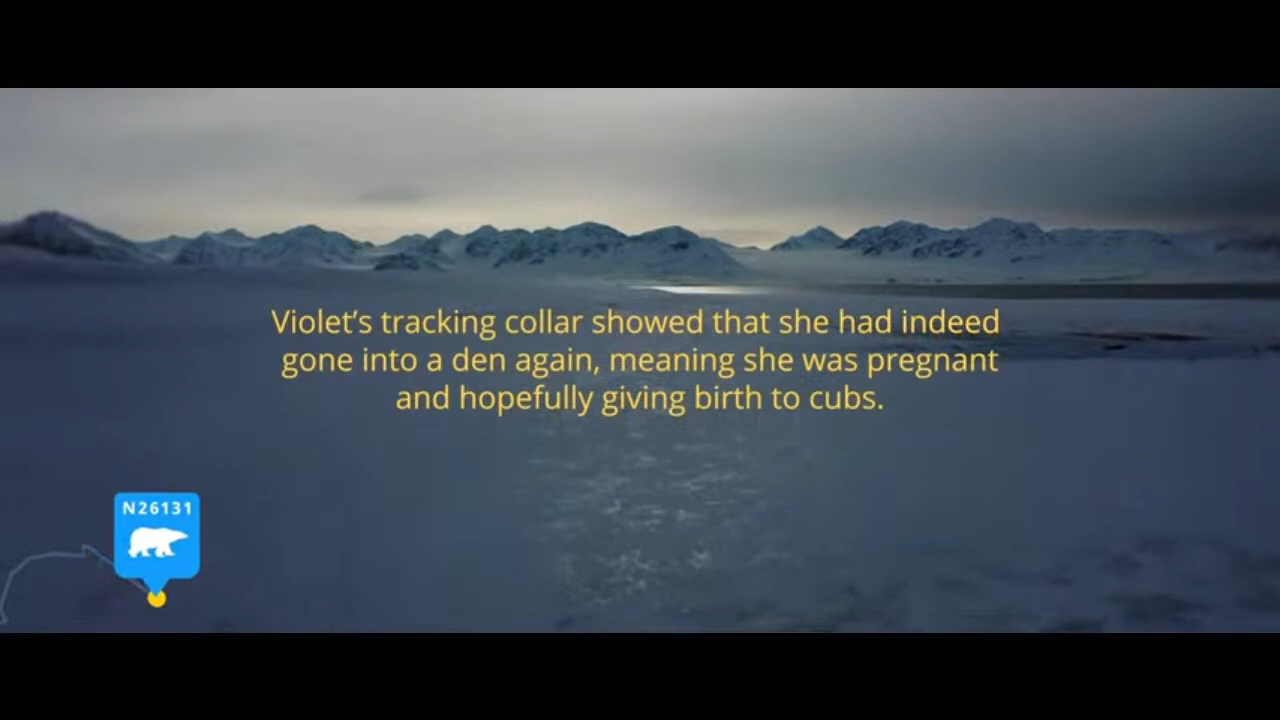 Violet’s tracking collar showed that she had indeed
gone into a den again, meaning she was pregnant
and hopefully giving birth to cubs.
N26131